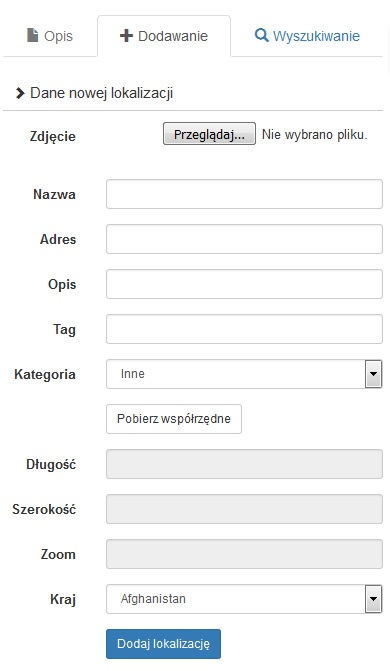 Opis
Dodawanie
Wyszukiwanie
Dane nowej lokalizacji
Zdjęcie
Przeglądaj...
Nie wybrano pliku.
Nazwa
Adres
Opis
Tag
Kategoria
Inne
Pobierz współrzędne
Długość
Szerokość
Zoom
Kraj
Afghanistan
Dodaj lokalizację